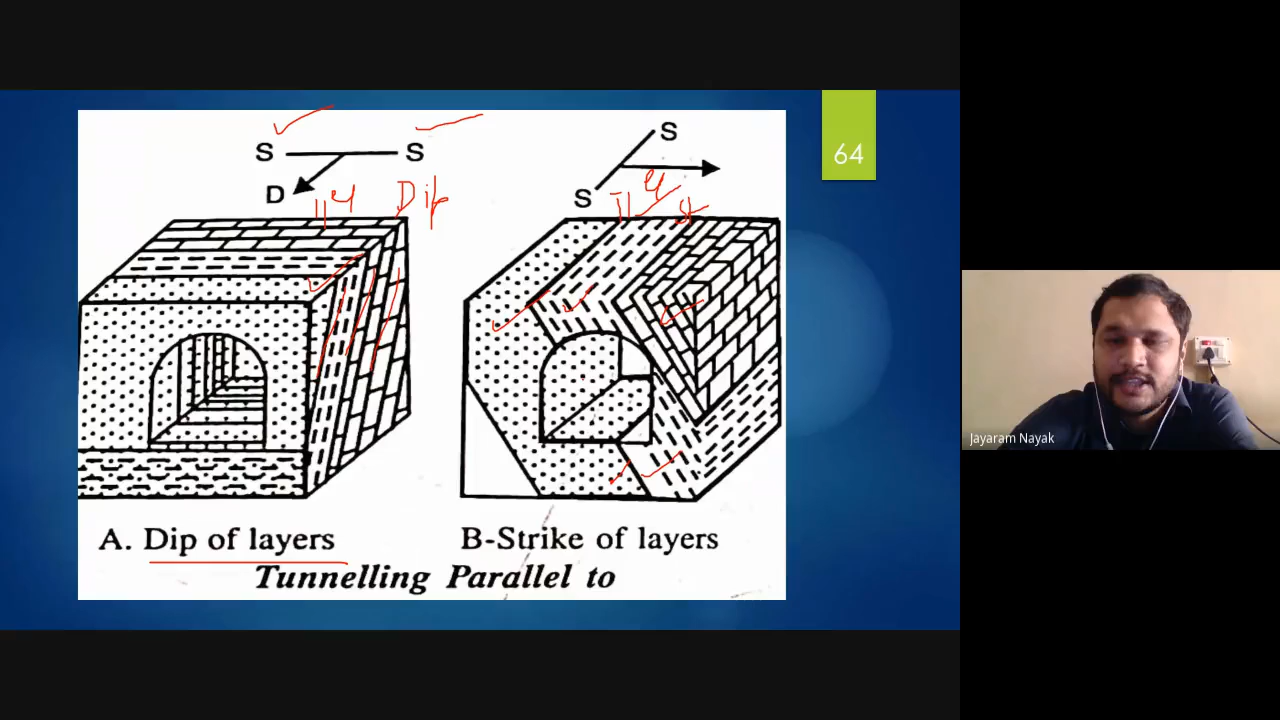 S S
D
Dip
S
S
64
A. Dip of layers
B-Strike of layers
Tunnelling Parallel to
Jayaram Nayak